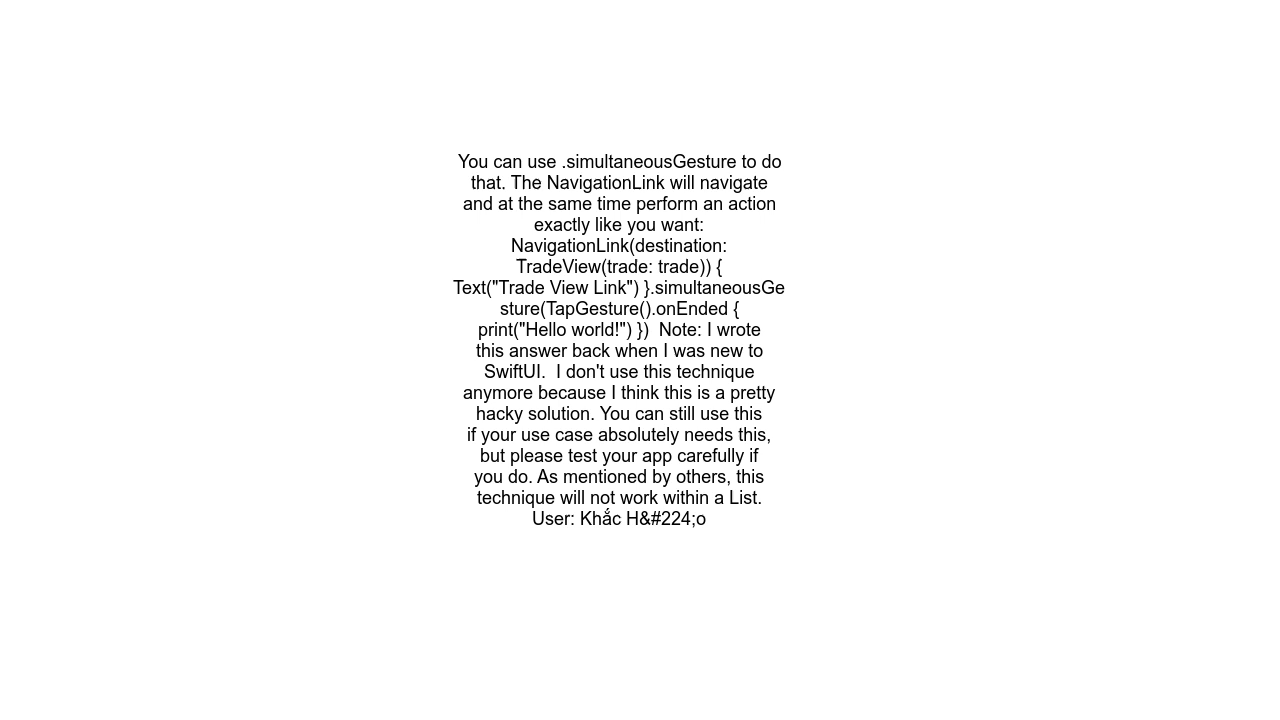 You can use .simultaneousGesture to do
that. The NavigationLink will navigate
and at the same time perform an action
exactly like you want:
NavigationLink(destination:
TradeView(trade: trade)) {
Text("Trade View Link") }.simultaneousGe
sture(TapGesture().onEnded {
print("Hello world!") })  Note: I wrote
this answer back when I was new to
SwiftUI.  I don't use this technique
anymore because I think this is a pretty
hacky solution. You can still use this
if your use case absolutely needs this,
but please test your app carefully if
you do. As mentioned by others, this
technique will not work within a List.
User: Khắc H&#224;o